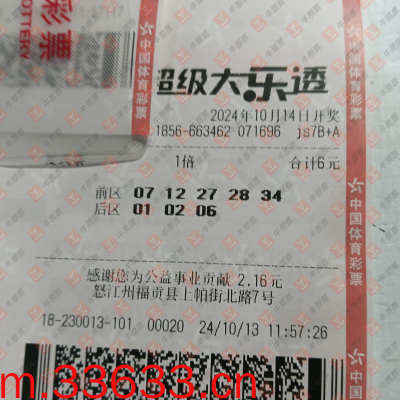 彩票
LOTTERY
超级大乐透
2024年10月14日开奖
1856-663462 071696 js7B+A
1倍 合计6元
前区 07 12 27 28 34
后区 01 02 06
感谢您为公益事业贡献 2.16元
怒江州福贡县上帕街北路7号
18-230013-101 00020 24/10/13 11:57:26
中国体育彩票
中国体育彩票
中国体育彩票
m.33633.cn